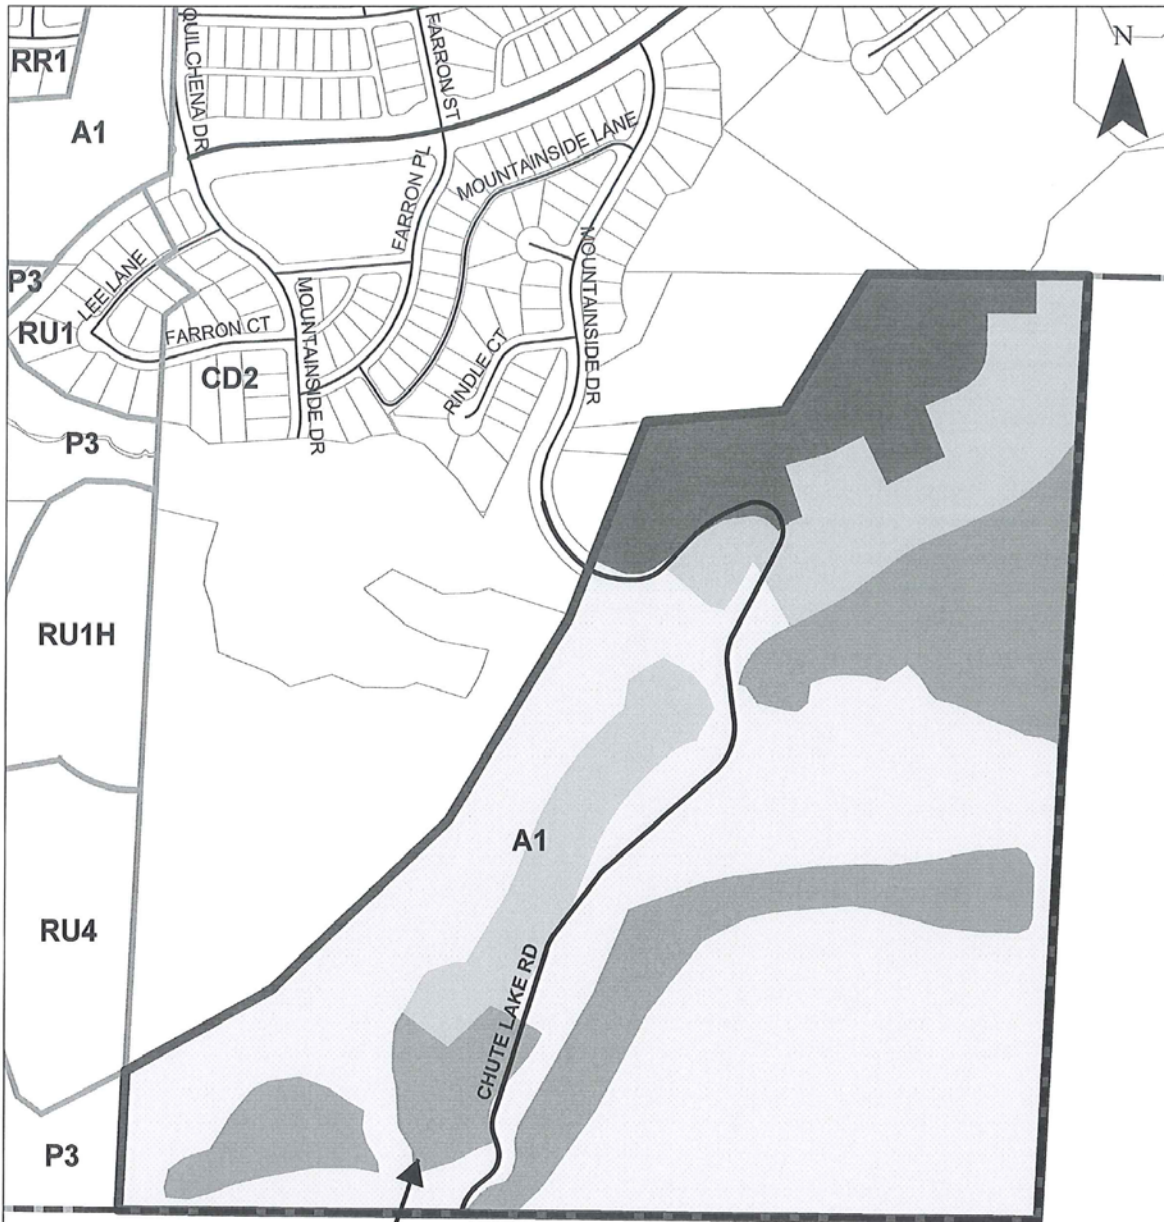 QUILCHENA DR
FARRON ST
N
RR1
A1
MOUNTAINSIDE LANE
FARRON PL
P3
LEE LANE
MOUNTAINSIDE DR
MOUNTAINSIDE DR
RU1
FARRON CT
RINDLE CT
CD2
P3
RU1H
A1
RU4
CHUTE LAKE RD
P3